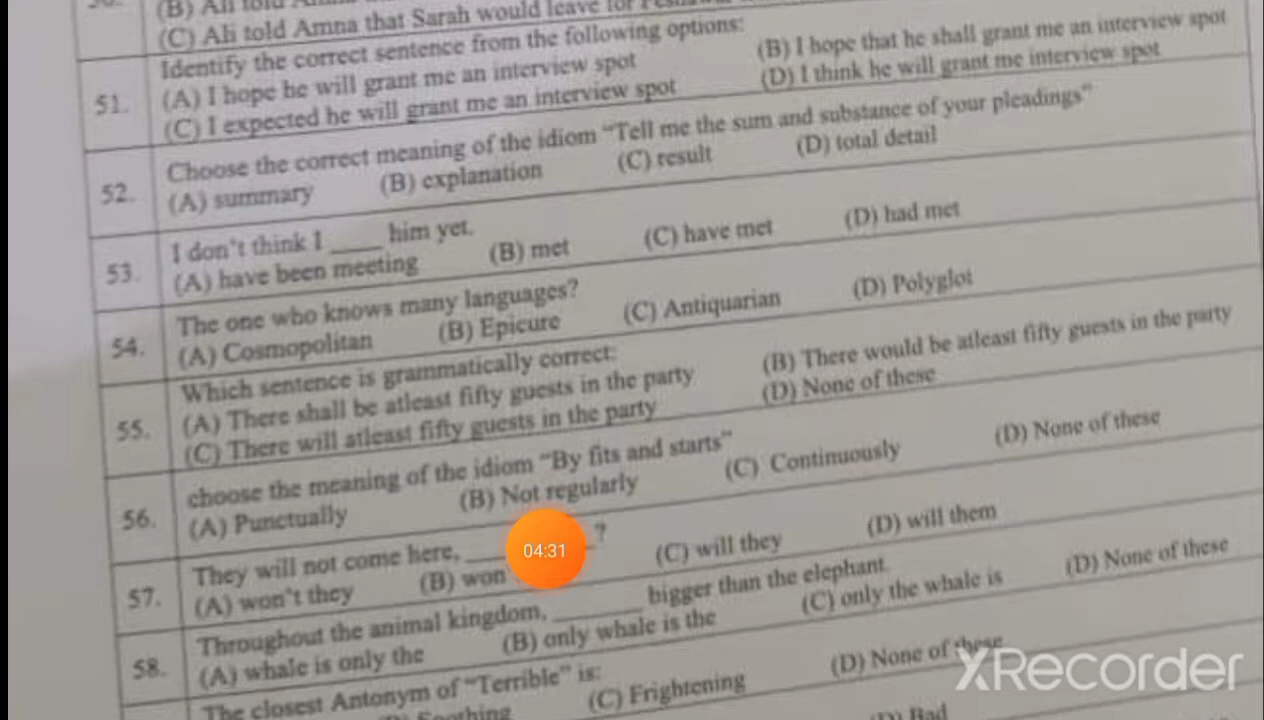 (C) Ali told Amna that Sarah would leave for
51. Identify the correct sentence from the following options:
(A) I hope he will grant me an interview spot (B) I hope that he shall grant me an interview spot
(C) I expected he will grant me an interview spot (D) I think he will grant me interview spot
52. Choose the correct meaning of the idiom "Tell me the sum and substance of your pleadings"
(A) summary (B) explanation (C) result (D) total detail
53. I don't think I ____ him yet.
(A) have been meeting (B) met (C) have met (D) had met
54. The one who knows many languages?
(A) Cosmopolitan (B) Epicure (C) Antiquarian (D) Polyglot
55. Which sentence is grammatically correct:
(A) There shall be atleast fifty guests in the party (B) There would be atleast fifty guests in the party
(C) There will atleast fifty guests in the party (D) None of these
56. choose the meaning of the idiom "By fits and starts"
(A) Punctually (B) Not regularly (C) Continuously (D) None of these
57. They will not come here, ____?
(A) won't they (B) won (C) will they (D) will them
04:31
58. Throughout the animal kingdom, ____ bigger than the elephant.
(A) whale is only the (B) only whale is the (C) only the whale is (D) None of these
The closest Antonym of "Terrible" is:
Soothing (C) Frightening (D) None of these
(D) Bad
XRecorder